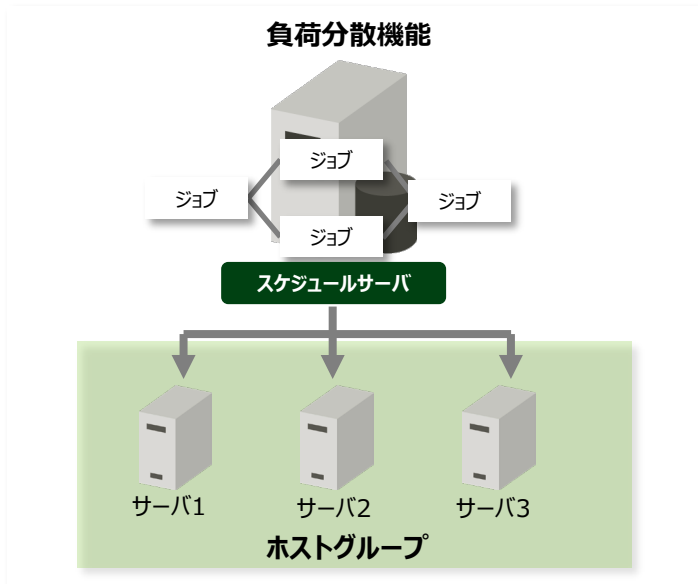 負荷分散機能
ジョブ
ジョブ
ジョブ
ジョブ
スケジュールサーバ
サーバ1
サーバ2
サーバ3
ホストグループ